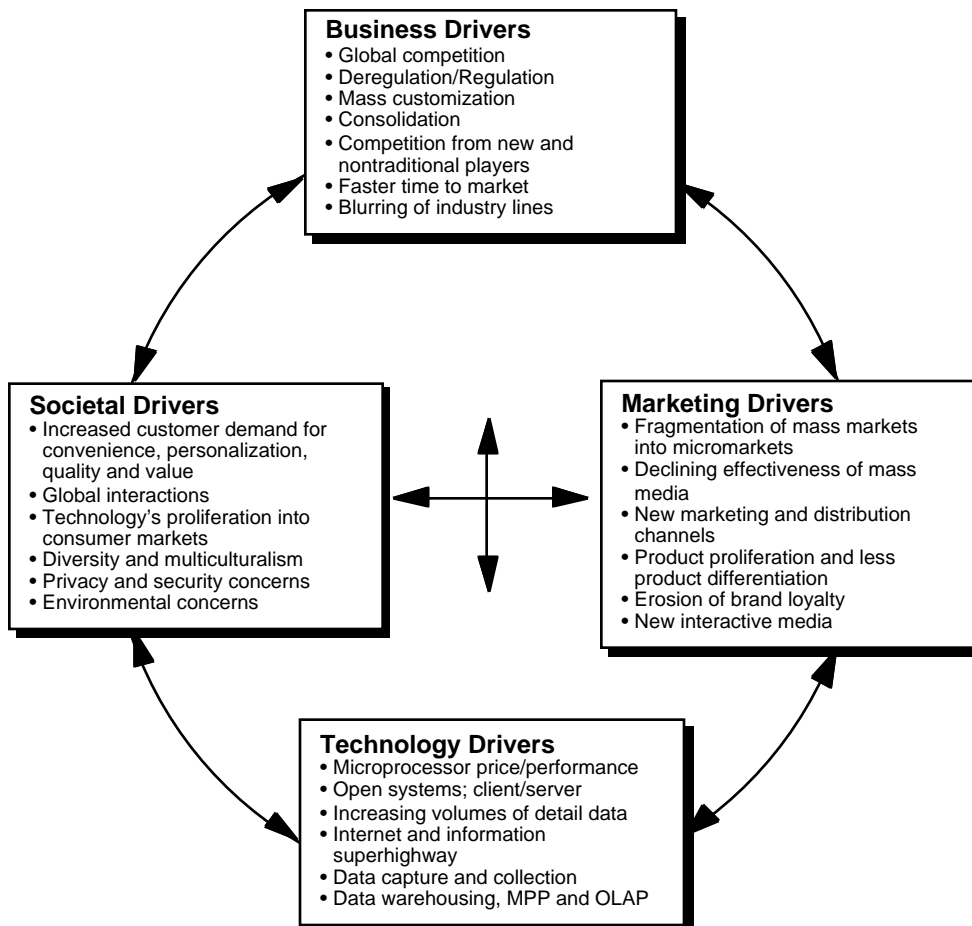 Business Drivers
• Global competition
• Deregulation/Regulation
• Mass customization
• Consolidation
• Competition from new and
nontraditional players
• Faster time to market
• Blurring of industry lines
Societal Drivers
• Increased customer demand for
convenience, personalization,
quality and value
• Global interactions
• Technology’s proliferation into
consumer markets
• Diversity and multiculturalism
• Privacy and security concerns
• Environmental concerns
Marketing Drivers
• Fragmentation of mass markets
into micromarkets
• Declining effectiveness of mass
media
• New marketing and distribution
channels
• Product proliferation and less
product differentiation
• Erosion of brand loyalty
• New interactive media
Technology Drivers
• Microprocessor price/performance
• Open systems; client/server
• Increasing volumes of detail data
• Internet and information
superhighway
• Data capture and collection
• Data warehousing, MPP and OLAP